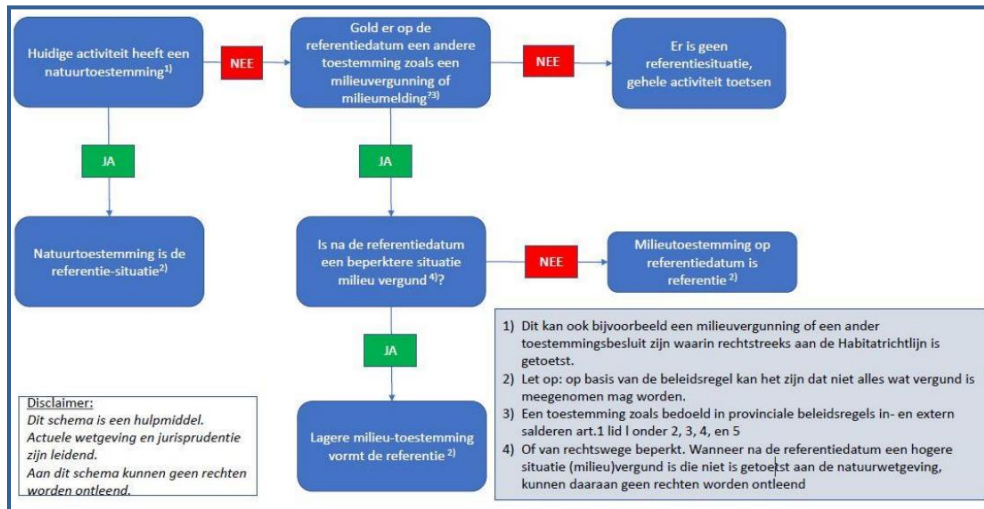 Huidige activiteit heeft een
natuurtoestemming1)
NEE
Gold er op de
referentiedatum een andere
toestemming zoals een
milieuvergunning of
milieumelding?3)
NEE
Er is geen
referentiesituatie,
gehele activiteit toetsen
JA
JA
Natuurtoestemming is de
referentie-situatie2)
Is na de referentiedatum
een beperktere situatie
milieu vergund 4)?
NEE
Milieutoestemming op
referentiedatum is
referentie 2)
JA
Lagere milieu-toestemming
vormt de referentie 2)
Disclaimer:
Dit schema is een hulpmiddel.
Actuele wetgeving en jurisprudentie
zijn leidend.
Aan dit schema kunnen geen rechten
worden ontleend.
1) Dit kan ook bijvoorbeeld een milieuvergunning of een ander
toestemmingsbesluit zijn waarin rechtstreeks aan de Habitatrichtlijn is
getoetst.
2) Let op: op basis van de beleidsregel kan het zijn dat niet alles wat vergund is
meegenomen mag worden.
3) Een toestemming zoals bedoeld in provinciale beleidsregels in- en extern
salderen art.1 lid l onder 2, 3, 4, en 5
4) Of van rechtswege beperkt. Wanneer na de referentiedatum een hogere
situatie (milieu)vergund is die niet is getoetst aan de natuurwetgeving,
kunnen daaraan geen rechten worden ontleend